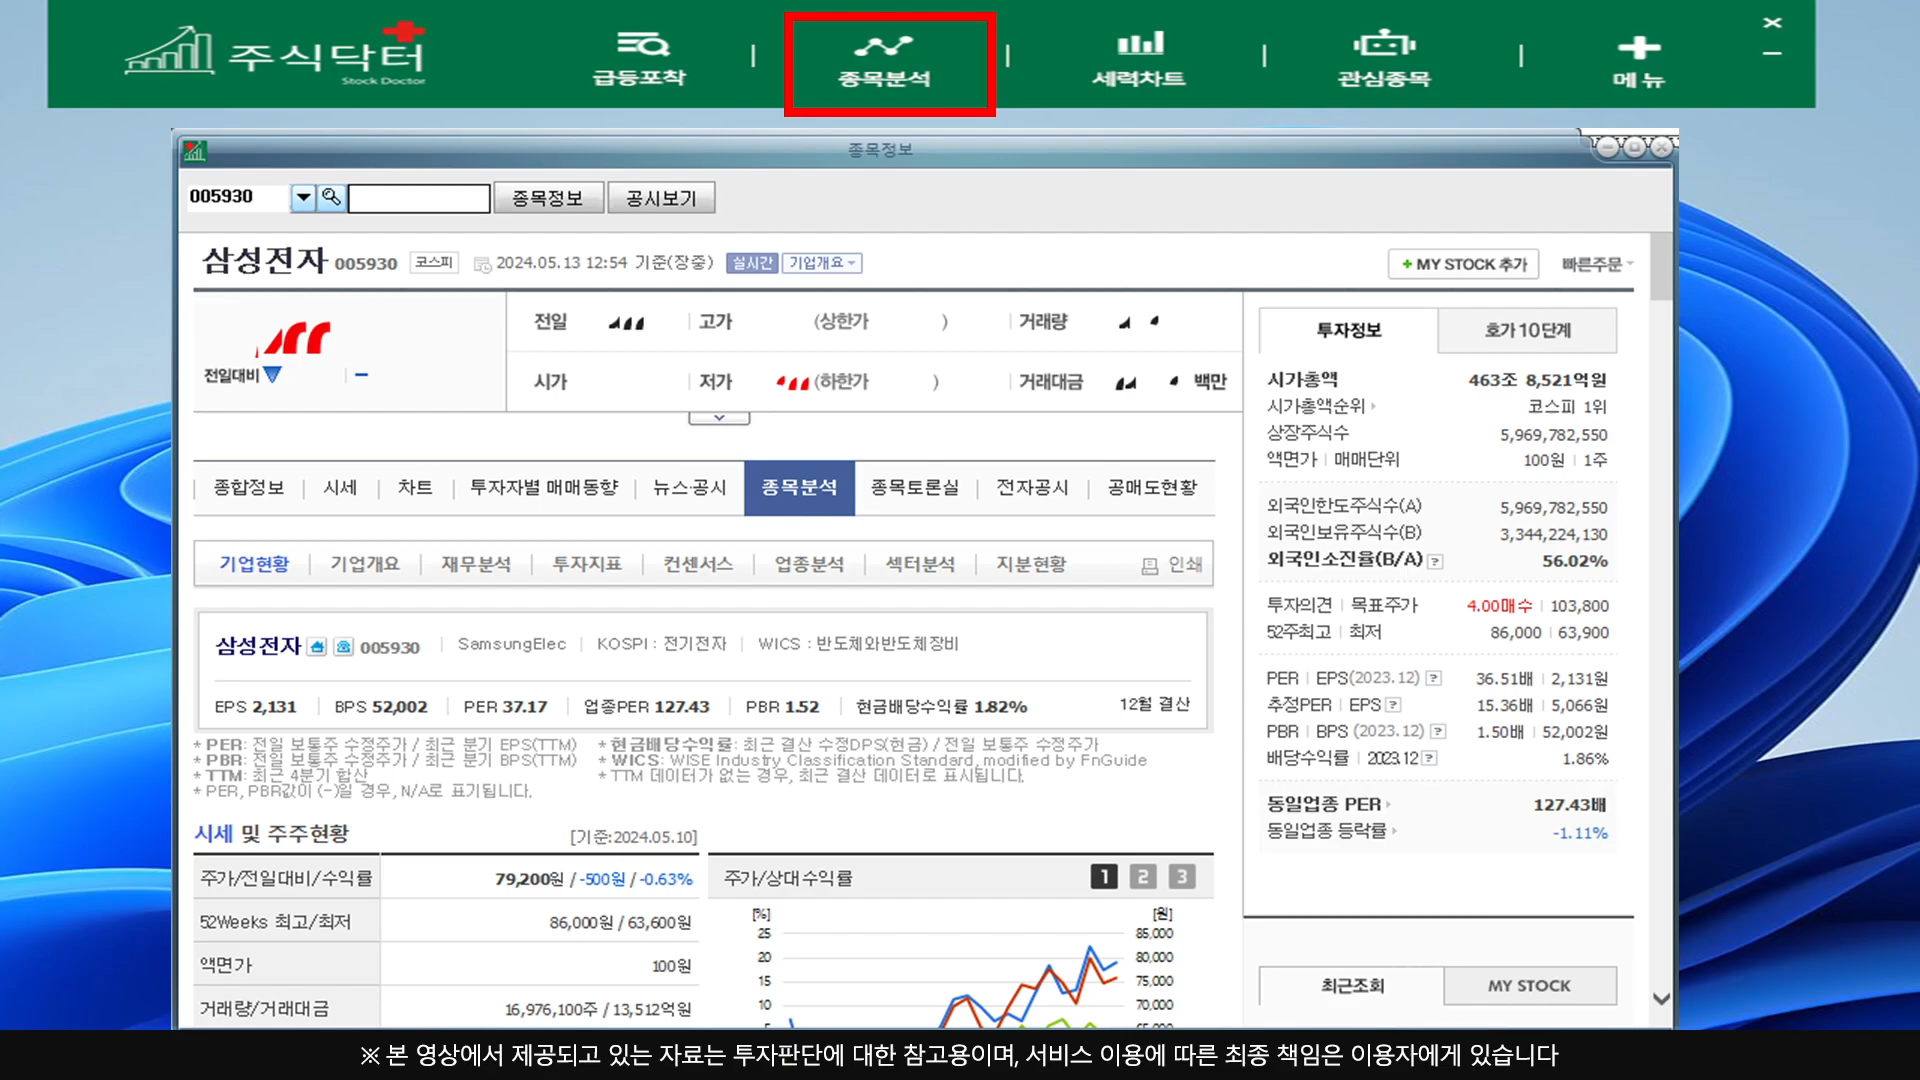 주식닥터
Stock Doctor
급등포착
종목분석
세력차트
관심종목
메뉴
종목정보
005930
종목정보
공시보기
삼성전자 005930 코스피 2024.05.13 12:54 기준(장중) 실시간 기업개요
+ MY STOCK 추가 빠른주문
전일 고가 (상한가 ) 거래량
전일대비
시가 저가 (하한가 ) 거래대금 백만
종합정보 시세 차트 투자자별 매매동향 뉴스·공시 종목분석 종목토론실 전자공시 공매도현황
기업현황 기업개요 재무분석 투자지표 컨센서스 업종분석 섹터분석 지분현황 인쇄
삼성전자 005930 SamsungElec KOSPI : 전기전자 WICS : 반도체와반도체장비
EPS 2,131 BPS 52,002 PER 37.17 업종PER 127.43 PBR 1.52 현금배당수익률 1.82% 12월 결산
* PER: 전일 보통주 수정주가 / 최근 분기 EPS(TTM)
* PBR: 전일 보통주 수정주가 / 최근 분기 BPS(TTM)
* TTM: 최근 4분기 합산
* PER, PBR값이 (-)일 경우, N/A로 표기됩니다.
* 현금배당수익률: 최근 결산 수정DPS(현금) / 전일 보통주 수정주가
* WICS: WISE Industry Classification Standard, modified by FnGuide
* TTM 데이터가 없는 경우, 최근 결산 데이터로 표시됩니다.
시세 및 주주현황 [기준:2024.05.10]
주가/전일대비/수익률 79,200원 / -500원 / -0.63%
52Weeks 최고/최저 86,000원 / 63,600원
액면가 100원
거래량/거래대금 16,976,100주 / 13,512억원
주가/상대수익률 1 2 3
[%] [원]
25 85,000
20 80,000
15 75,000
10 70,000
투자정보 호가 10단계
시가총액 463조 8,521억원
시가총액순위 코스피 1위
상장주식수 5,969,782,550
액면가 매매단위 100원 1주
외국인한도주식수(A) 5,969,782,550
외국인보유주식수(B) 3,344,224,130
외국인소진율(B/A) ? 56.02%
투자의견 목표주가 4.00매수 103,800
52주최고 최저 86,000 63,900
PER EPS(2023.12) ? 36.51배 2,131원
추정PER EPS ? 15.36배 5,066원
PBR BPS (2023.12) ? 1.50배 52,002원
배당수익률 2023.12 ? 1.86%
동일업종 PER 127.43배
동일업종 등락률 -1.11%
최근조회 MY STOCK
※ 본 영상에서 제공되고 있는 자료는 투자판단에 대한 참고용이며, 서비스 이용에 따른 최종 책임은 이용자에게 있습니다